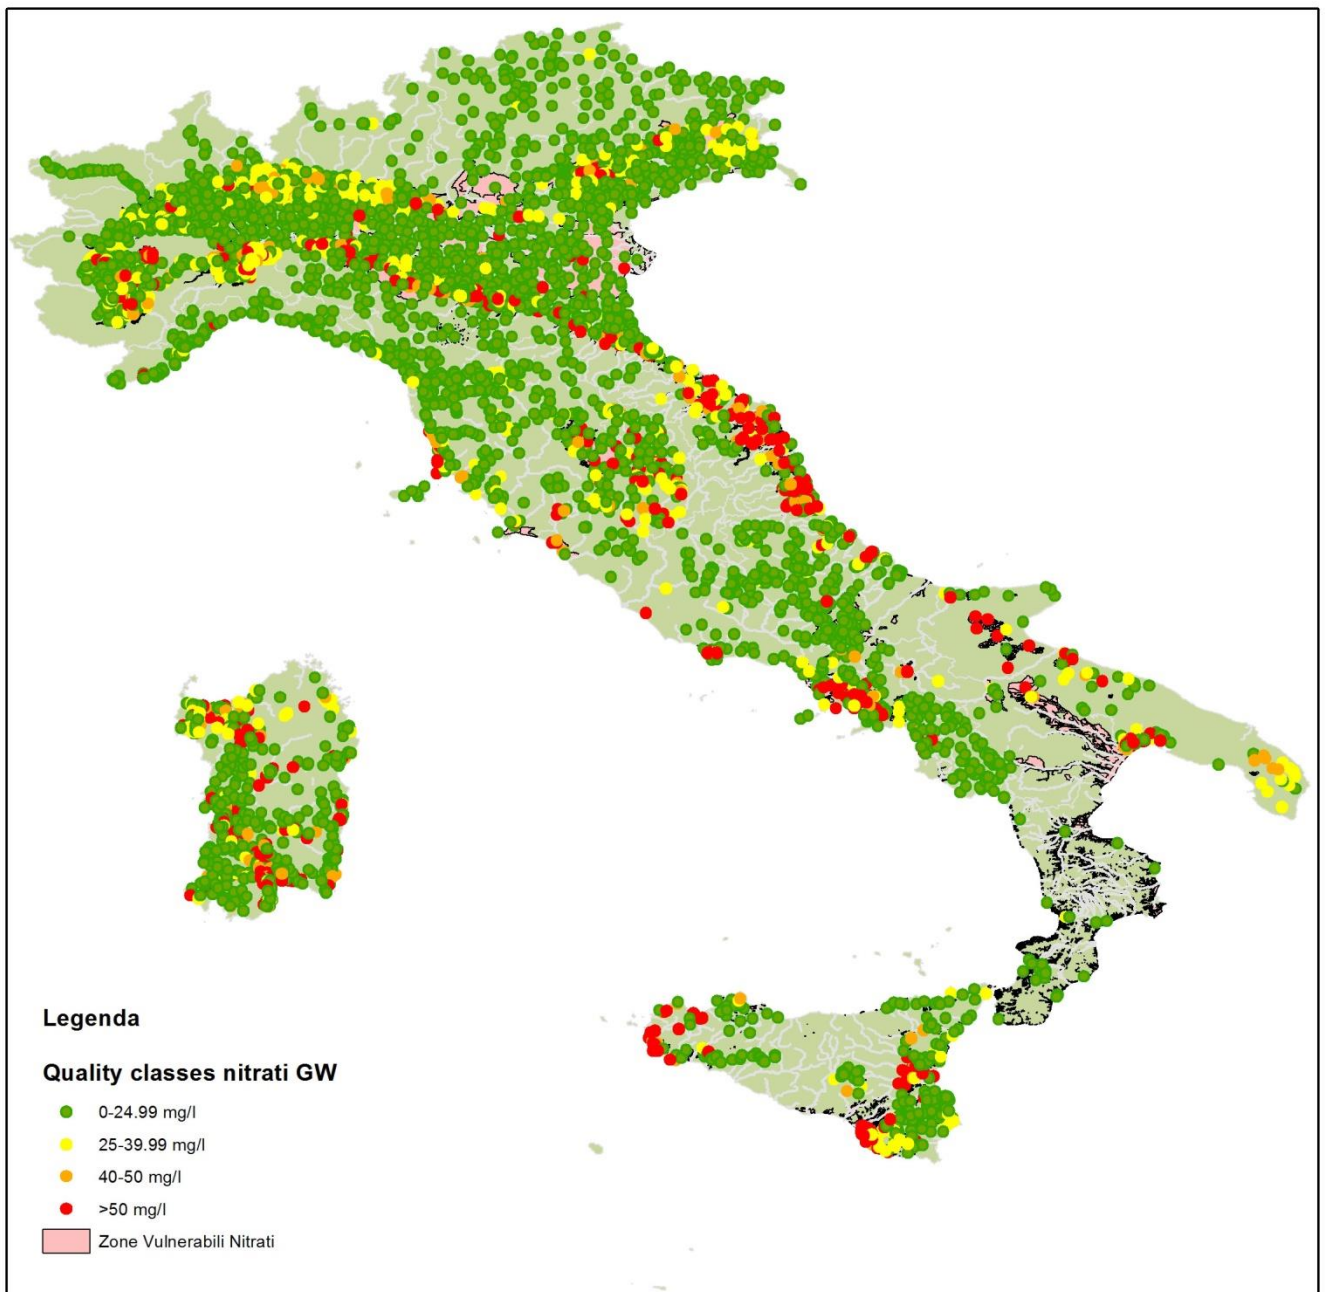 Legenda
Quality classes nitrati GW
0-24.99 mg/l
25-39.99 mg/l
40-50 mg/l
>50 mg/l
Zone Vulnerabili Nitrati